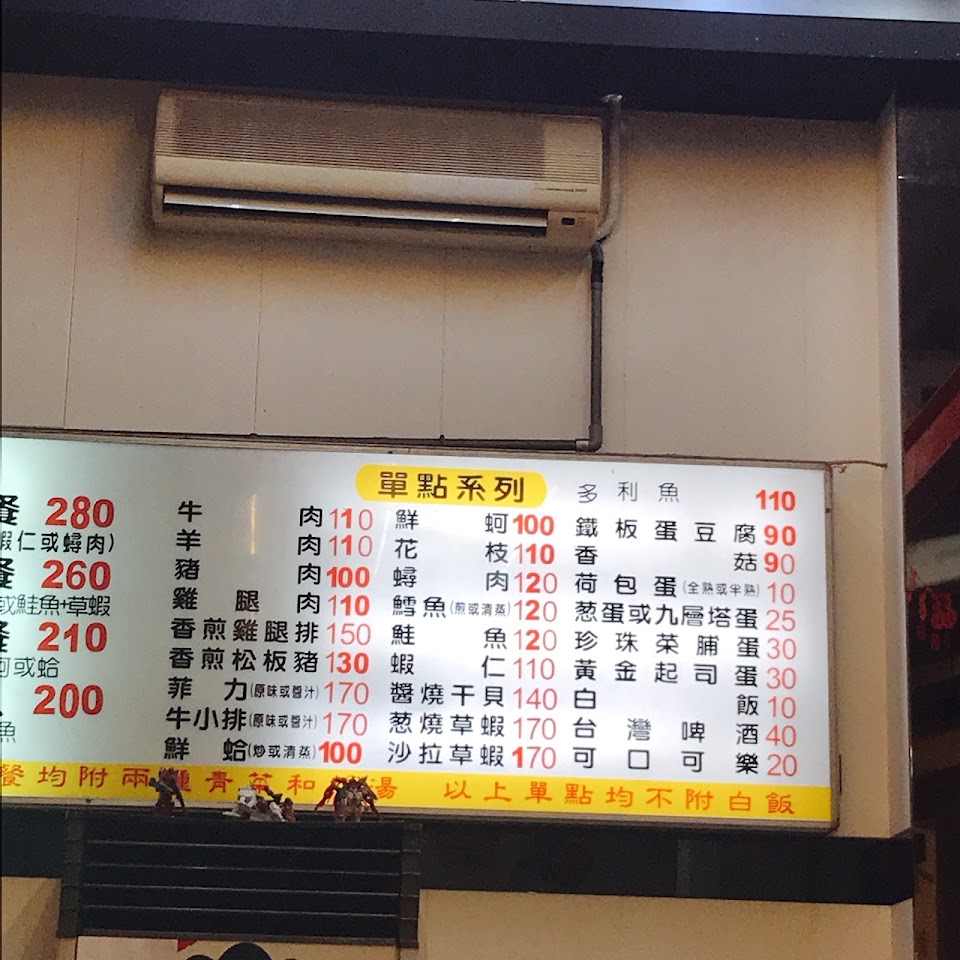 餐 280
蝦仁或蟳肉)
餐 260
或鮭魚+草蝦
餐 210
蚵或蛤
200
魚
單點系列
牛肉 110
羊肉 110
豬肉 100
雞腿肉 110
香煎雞腿排 150
香煎松板豬 130
菲力(原味或醬汁) 170
牛小排(原味或醬汁) 170
鮮蛤(炒或清蒸) 100
鮮蚵 100
花枝 110
蟳肉 120
鱈魚(煎或清蒸) 120
鮭魚 120
蝦仁 110
醬燒干貝 140
葱燒草蝦 170
沙拉草蝦 170
多利魚 110
鐵板蛋豆腐 90
香菇 90
荷包蛋(全熟或半熟) 10
葱蛋或九層塔蛋 25
珍珠菜脯蛋 30
黃金起司蛋 30
白飯 10
台灣啤酒 40
可口可樂 20
餐均附兩種青菜和 湯 以上單點均不附白飯